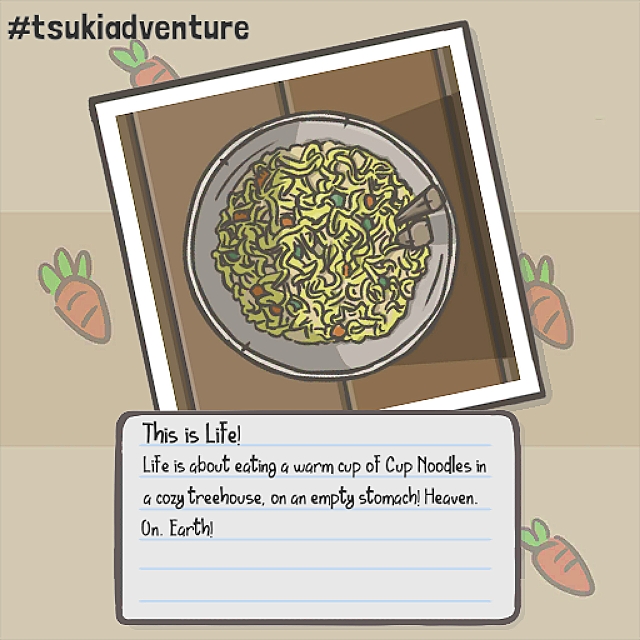 #tsukiadventure
This is Life!
Life is about eating a warm cup of Cup Noodles in
a cozy treehouse, on an empty stomach! Heaven.
On. Earth!